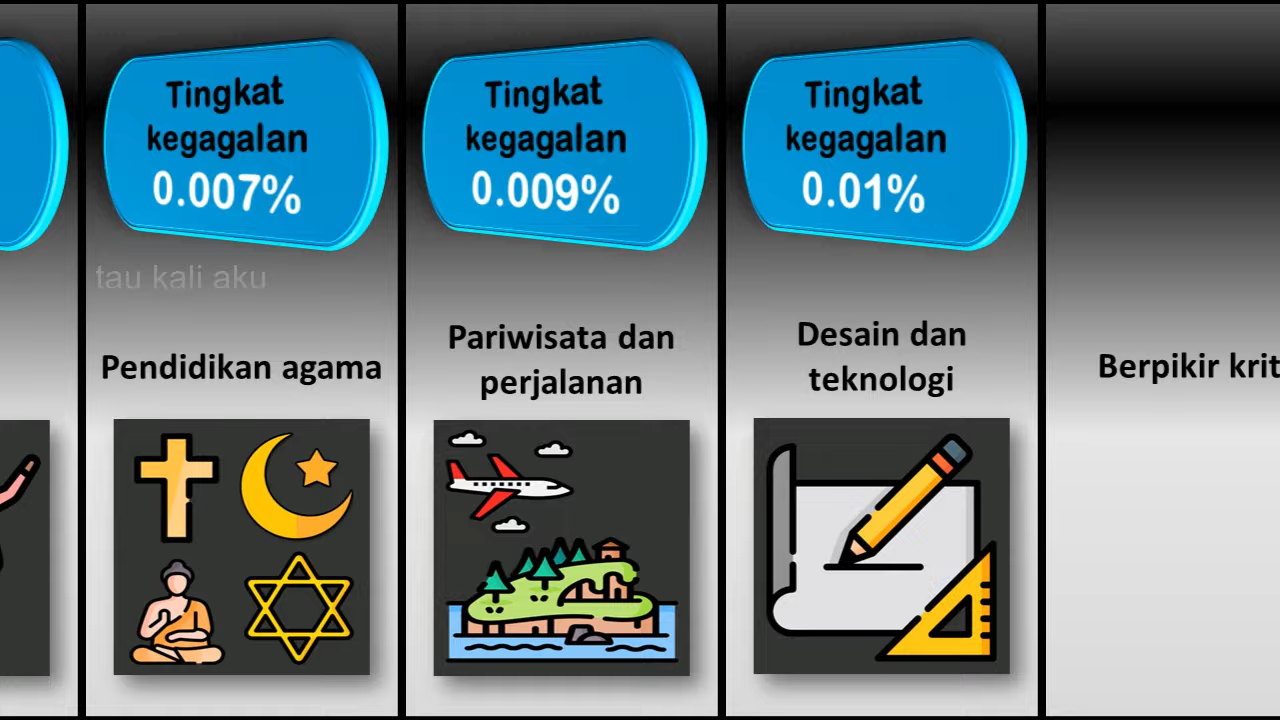 Tingkat
kegagalan
0.007%
tau kali aku
Pendidikan agama
Tingkat
kegagalan
0.009%
Pariwisata dan
perjalanan
Tingkat
kegagalan
0.01%
Desain dan
teknologi
Berpikir